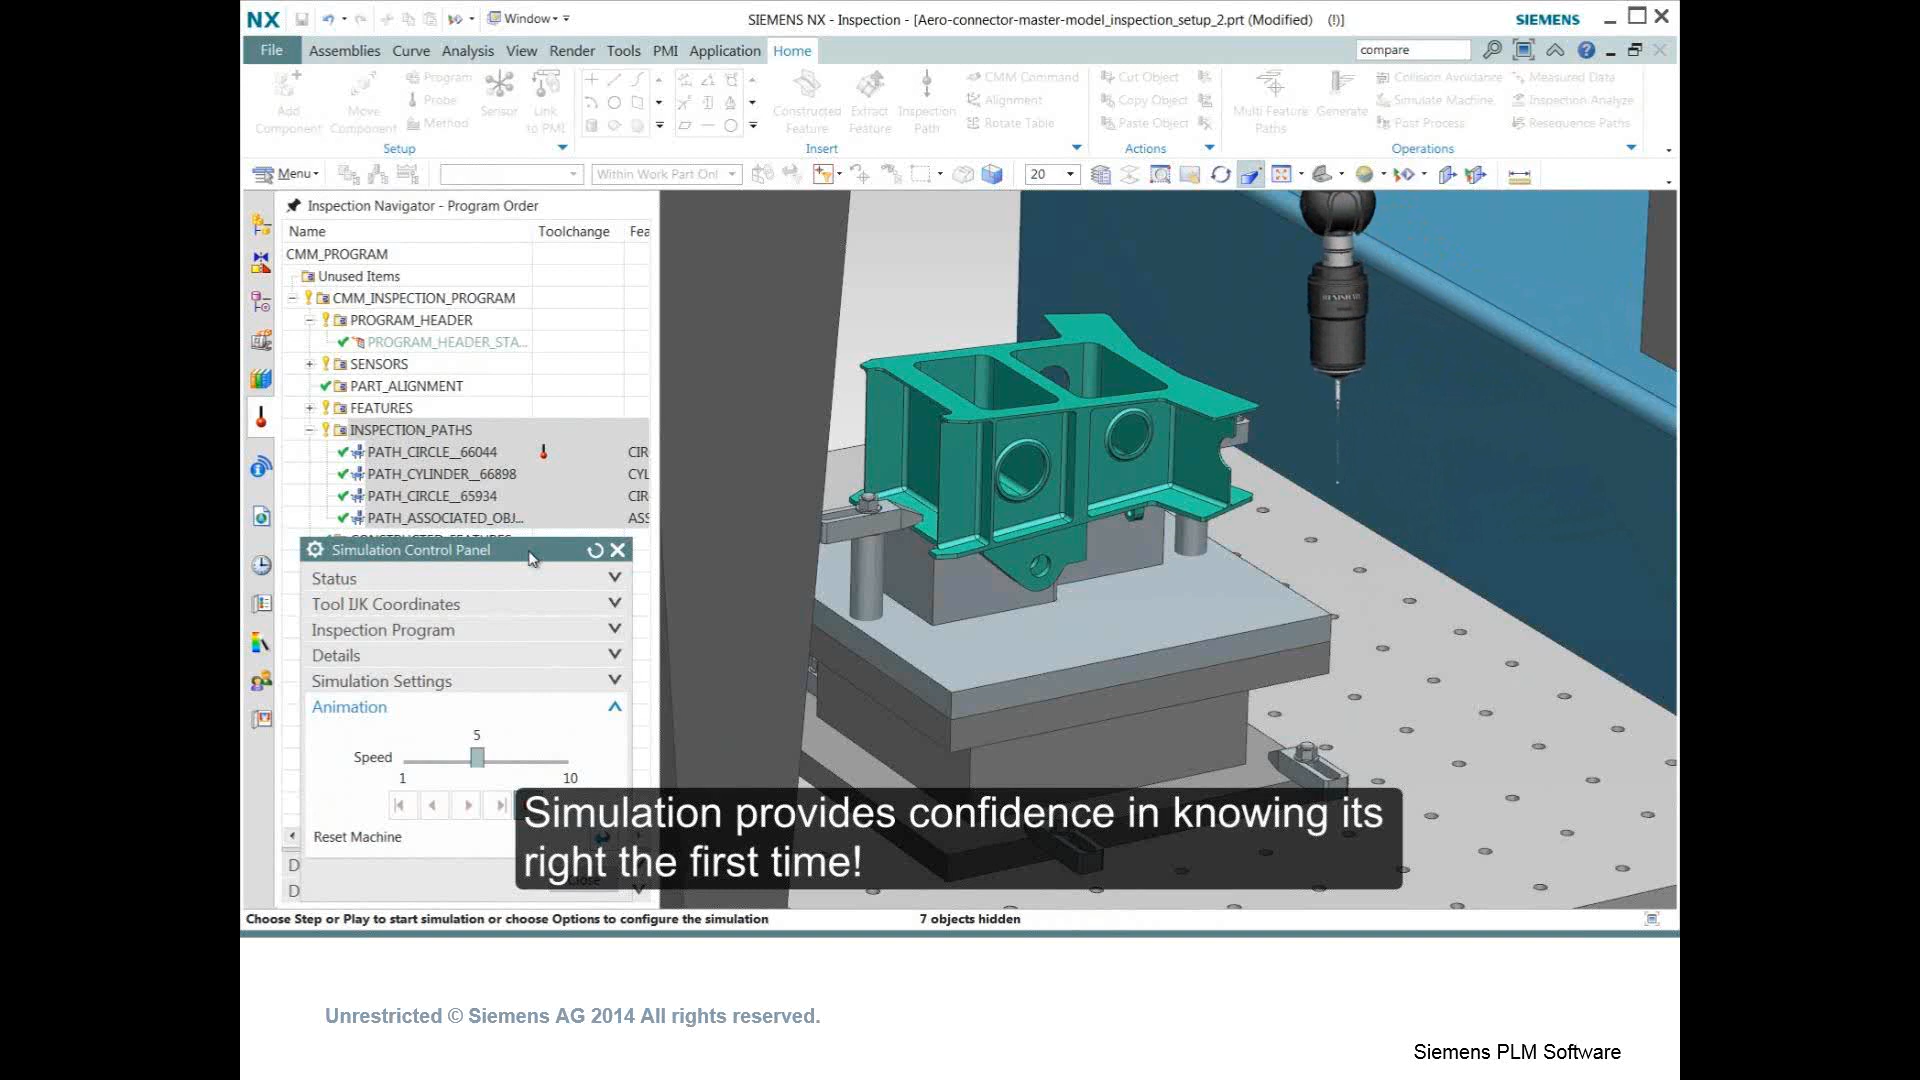 NX Window SIEMENS NX - Inspection - [Aero-connector-master-model_inspection_setup_2.prt (Modified) (!)] SIEMENS
File Assemblies Curve Analysis View Render Tools PMI Application Home compare
Add Component
Move Component
Program
Probe
Method
Sensor
Link to PMI
Setup
Constructed Feature
Extract Feature
Inspection Path
CMM Command
Alignment
Rotate Table
Insert
Cut Object
Copy Object
Paste Object
Actions
Multi Feature Paths
Generate
Collision Avoidance
Simulate Machine
Post Process
Measured Data
Inspection Analyze
Resequence Paths
Operations
Menu Within Work Part Onl 20
Inspection Navigator - Program Order
Name Toolchange Fea
CMM_PROGRAM
Unused Items
CMM_INSPECTION_PROGRAM
PROGRAM_HEADER
PROGRAM_HEADER_STA...
SENSORS
PART_ALIGNMENT
FEATURES
INSPECTION_PATHS
PATH_CIRCLE__66044 CIR
PATH_CYLINDER__66898 CYL
PATH_CIRCLE__65934 CIR
PATH_ASSOCIATED_OBJ... ASS
CONSTRUCTED_FEATURES
Simulation Control Panel
Status
Tool IJK Coordinates
Inspection Program
Details
Simulation Settings
Animation
5
Speed
1 10
Reset Machine
D
D
Close
RENISHAW
Simulation provides confidence in knowing its
right the first time!
Choose Step or Play to start simulation or choose Options to configure the simulation 7 objects hidden
Unrestricted © Siemens AG 2014 All rights reserved.
Siemens PLM Software